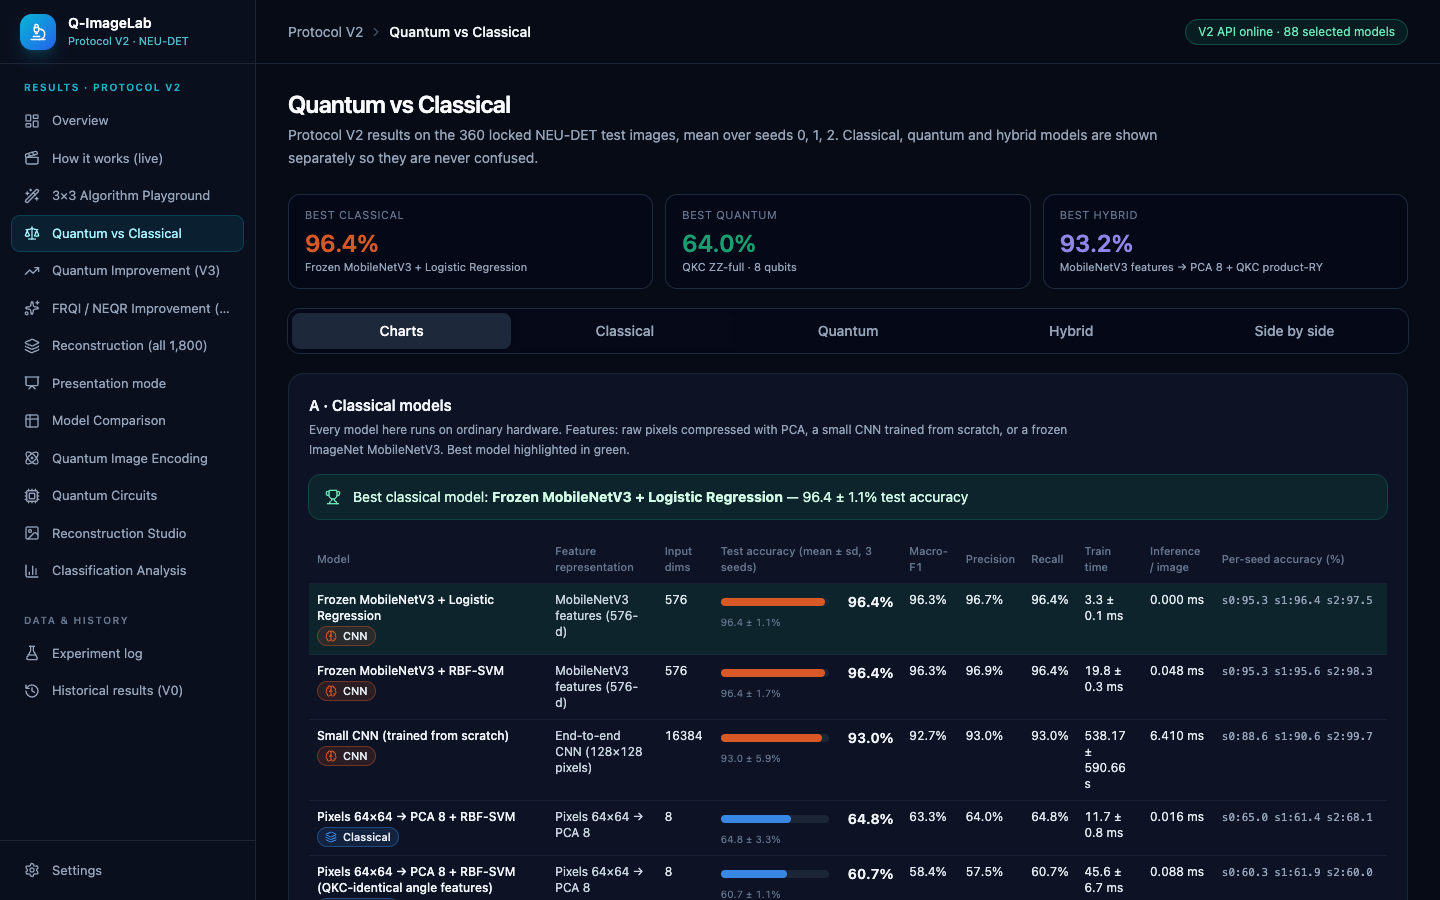 Q-ImageLab
Protocol V2 · NEU-DET
RESULTS · PROTOCOL V2
Overview
How it works (live)
3×3 Algorithm Playground
Quantum vs Classical
Quantum Improvement (V3)
FRQI / NEQR Improvement (...
Reconstruction (all 1,800)
Presentation mode
Model Comparison
Quantum Image Encoding
Quantum Circuits
Reconstruction Studio
Classification Analysis
DATA & HISTORY
Experiment log
Historical results (V0)
Settings
Protocol V2 > Quantum vs Classical
V2 API online · 88 selected models
Quantum vs Classical
Protocol V2 results on the 360 locked NEU-DET test images, mean over seeds 0, 1, 2. Classical, quantum and hybrid models are shown
separately so they are never confused.
BEST CLASSICAL
96.4%
Frozen MobileNetV3 + Logistic Regression
BEST QUANTUM
64.0%
QKC ZZ-full · 8 qubits
BEST HYBRID
93.2%
MobileNetV3 features → PCA 8 + QKC product-RY
Charts Classical Quantum Hybrid Side by side
A · Classical models
Every model here runs on ordinary hardware. Features: raw pixels compressed with PCA, a small CNN trained from scratch, or a frozen
ImageNet MobileNetV3. Best model highlighted in green.
Best classical model: Frozen MobileNetV3 + Logistic Regression — 96.4 ± 1.1% test accuracy
Model
Feature
representation
Input
dims
Test accuracy (mean ± sd, 3
seeds)
Macro-
F1
Precision
Recall
Train
time
Inference
/ image
Per-seed accuracy (%)
Frozen MobileNetV3 + Logistic
Regression
CNN
MobileNetV3
features (576-
d)
576
96.4%
96.4 ± 1.1%
96.3%
96.7%
96.4%
3.3 ±
0.1 ms
0.000 ms
s0:95.3 s1:96.4 s2:97.5
Frozen MobileNetV3 + RBF-SVM
CNN
MobileNetV3
features (576-
d)
576
96.4%
96.4 ± 1.7%
96.3%
96.9%
96.4%
19.8 ±
0.3 ms
0.048 ms
s0:95.3 s1:95.6 s2:98.3
Small CNN (trained from scratch)
CNN
End-to-end
CNN (128×128
pixels)
16384
93.0%
93.0 ± 5.9%
92.7%
93.0%
93.0%
538.17
±
590.66
s
6.410 ms
s0:88.6 s1:90.6 s2:99.7
Pixels 64×64 → PCA 8 + RBF-SVM
Classical
Pixels 64×64 →
PCA 8
8
64.8%
64.8 ± 3.3%
63.3%
64.0%
64.8%
11.7 ±
0.8 ms
0.016 ms
s0:65.0 s1:61.4 s2:68.1
Pixels 64×64 → PCA 8 + RBF-SVM
(QKC-identical angle features)
Pixels 64×64 →
PCA 8
8
60.7%
60.7 ± 1.1%
58.4%
57.5%
60.7%
45.6 ±
6.7 ms
0.088 ms
s0:60.3 s1:61.9 s2:60.0